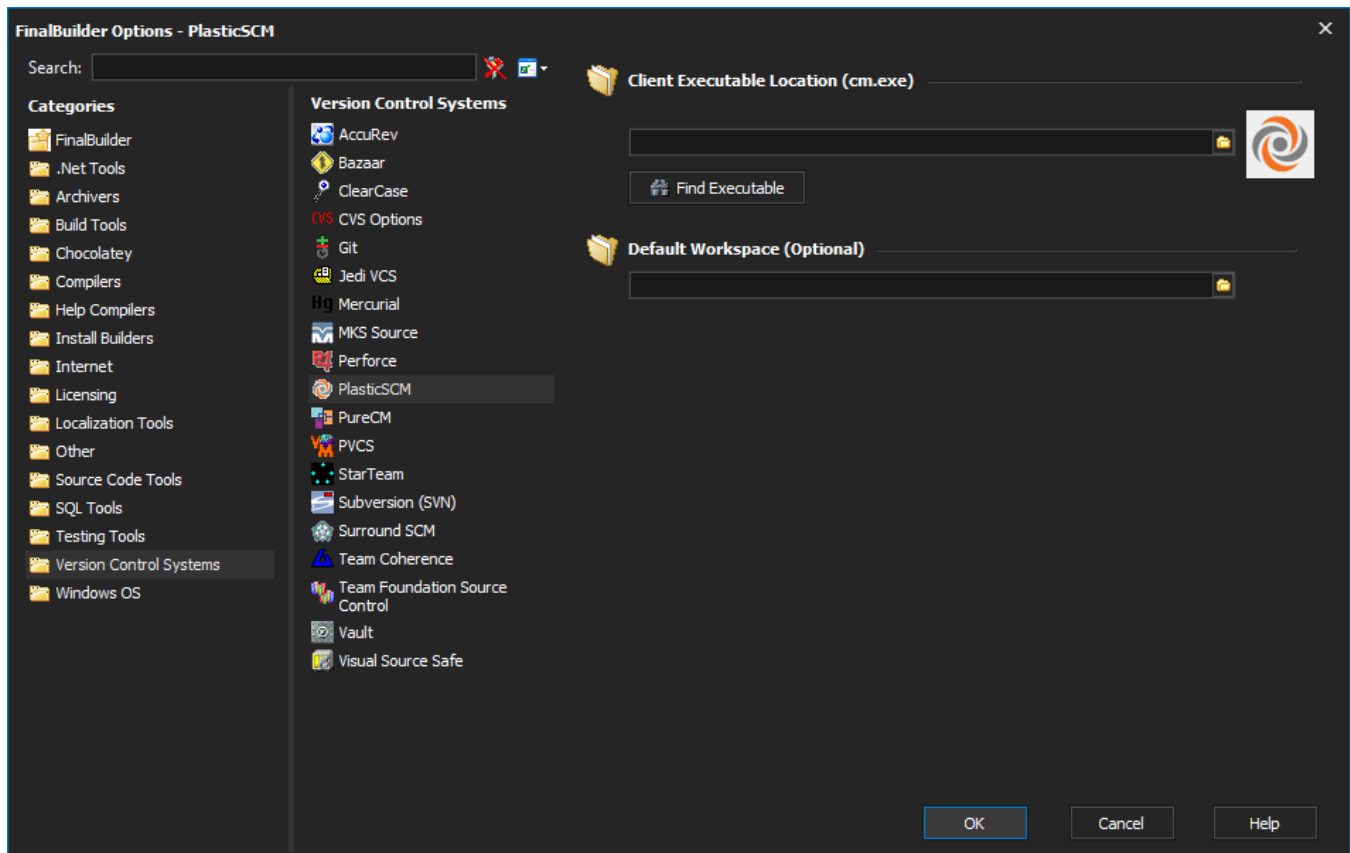 FinalBuilder Options - PlasticSCM
Search:
Categories
FinalBuilder
.Net Tools
Archivers
Build Tools
Chocolatey
Compilers
Help Compilers
Install Builders
Internet
Licensing
Localization Tools
Other
Source Code Tools
SQL Tools
Testing Tools
Version Control Systems
Windows OS
Version Control Systems
AccuRev
Bazaar
ClearCase
CVS CVS Options
Git
Jedi VCS
Hg Mercurial
MKS Source
Perforce
PlasticSCM
PureCM
PVCS
StarTeam
Subversion (SVN)
Surround SCM
Team Coherence
Team Foundation Source
Control
Vault
Visual Source Safe
Client Executable Location (cm.exe)
Find Executable
Default Workspace (Optional)
OK
Cancel
Help